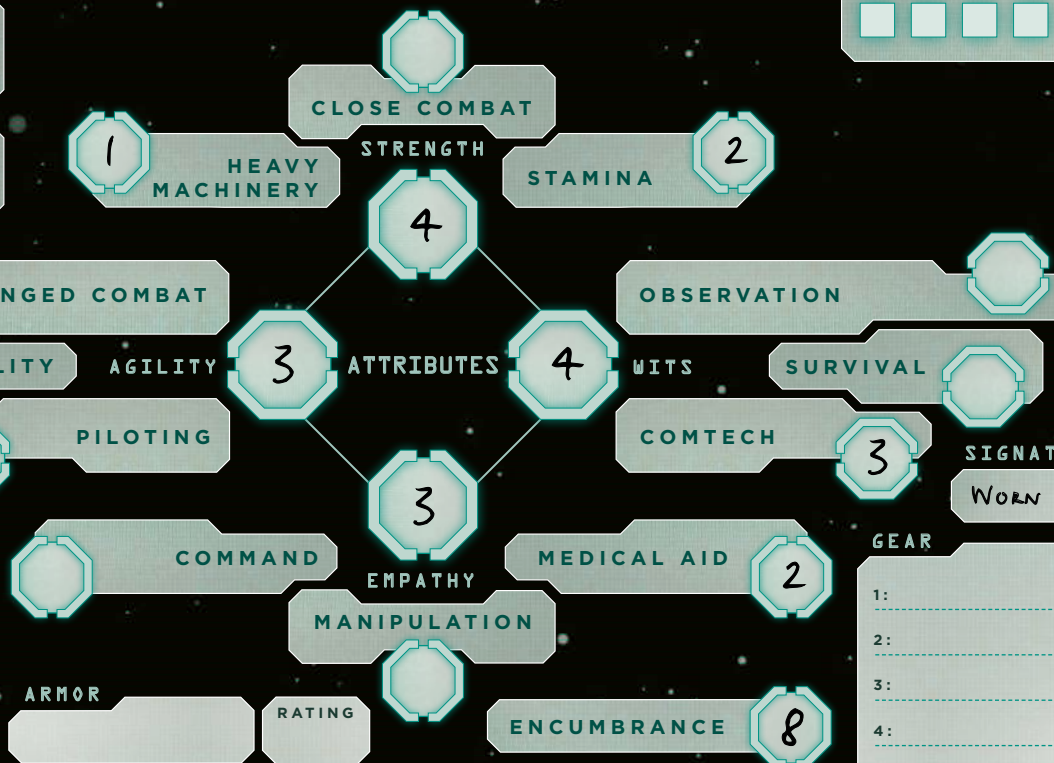 CLOSE COMBAT
STRENGTH
1
HEAVY
MACHINERY
STAMINA
2
4
NGED COMBAT
OBSERVATION
LITY
AGILITY
3
ATTRIBUTES
4
WITS
SURVIVAL
PILOTING
COMTECH
3
SIGNAT
WORN
3
GEAR
COMMAND
EMPATHY
MEDICAL AID
2
1:
MANIPULATION
2:
3:
4:
ARMOR
RATING
ENCUMBRANCE
8